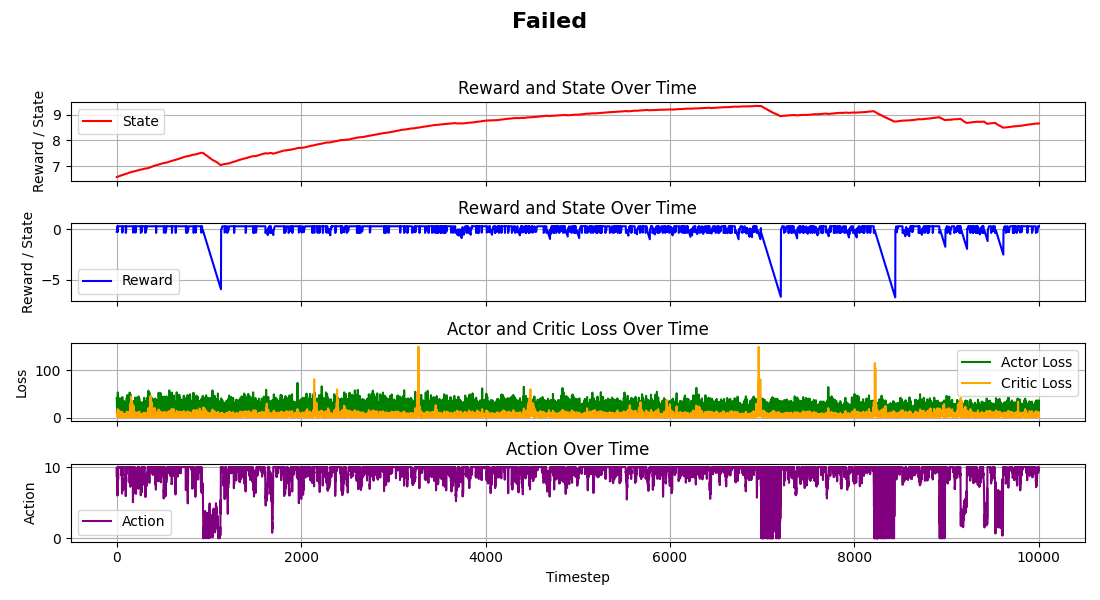 Failed
Reward and State Over Time
Reward / State
9
8
7
State
Reward and State Over Time
Reward / State
0
−5
Reward
Actor and Critic Loss Over Time
Loss
100
0
Actor Loss
Critic Loss
Action Over Time
Action
10
0
Action
0 2000 4000 6000 8000 10000
Timestep